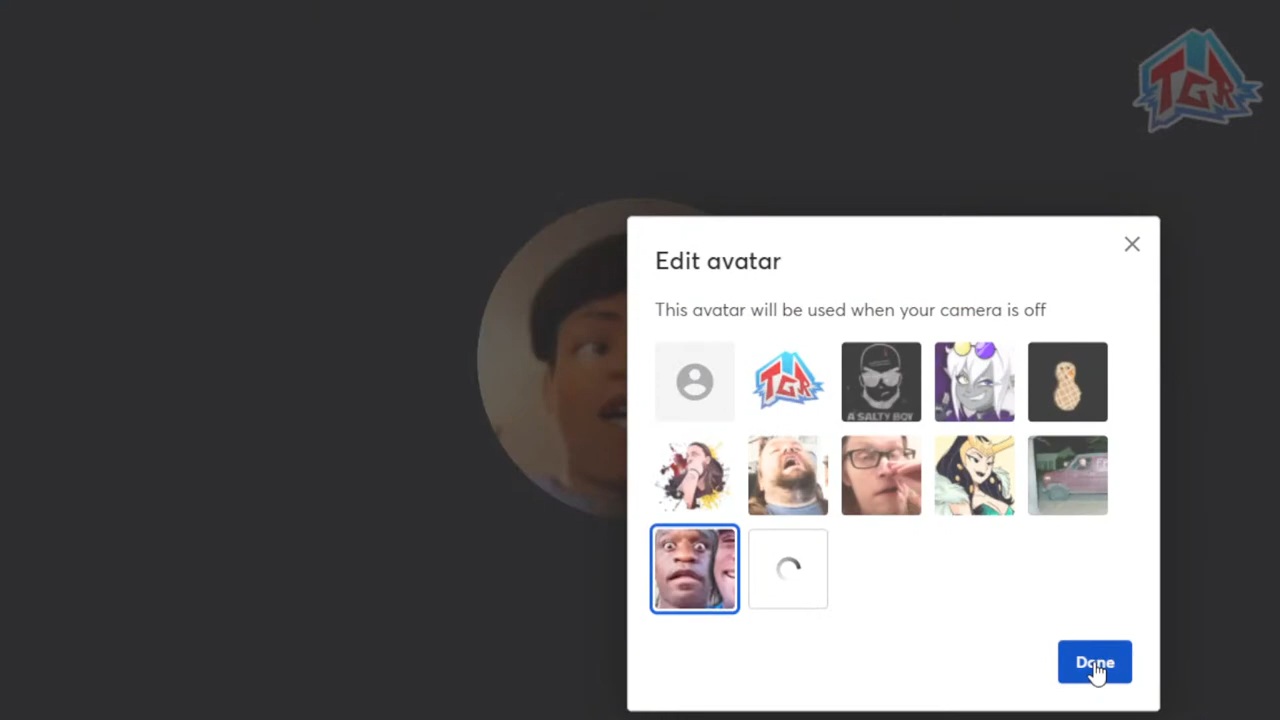 TGR
Edit avatar
This avatar will be used when your camera is off
TGR
A SALTY BOY
Done